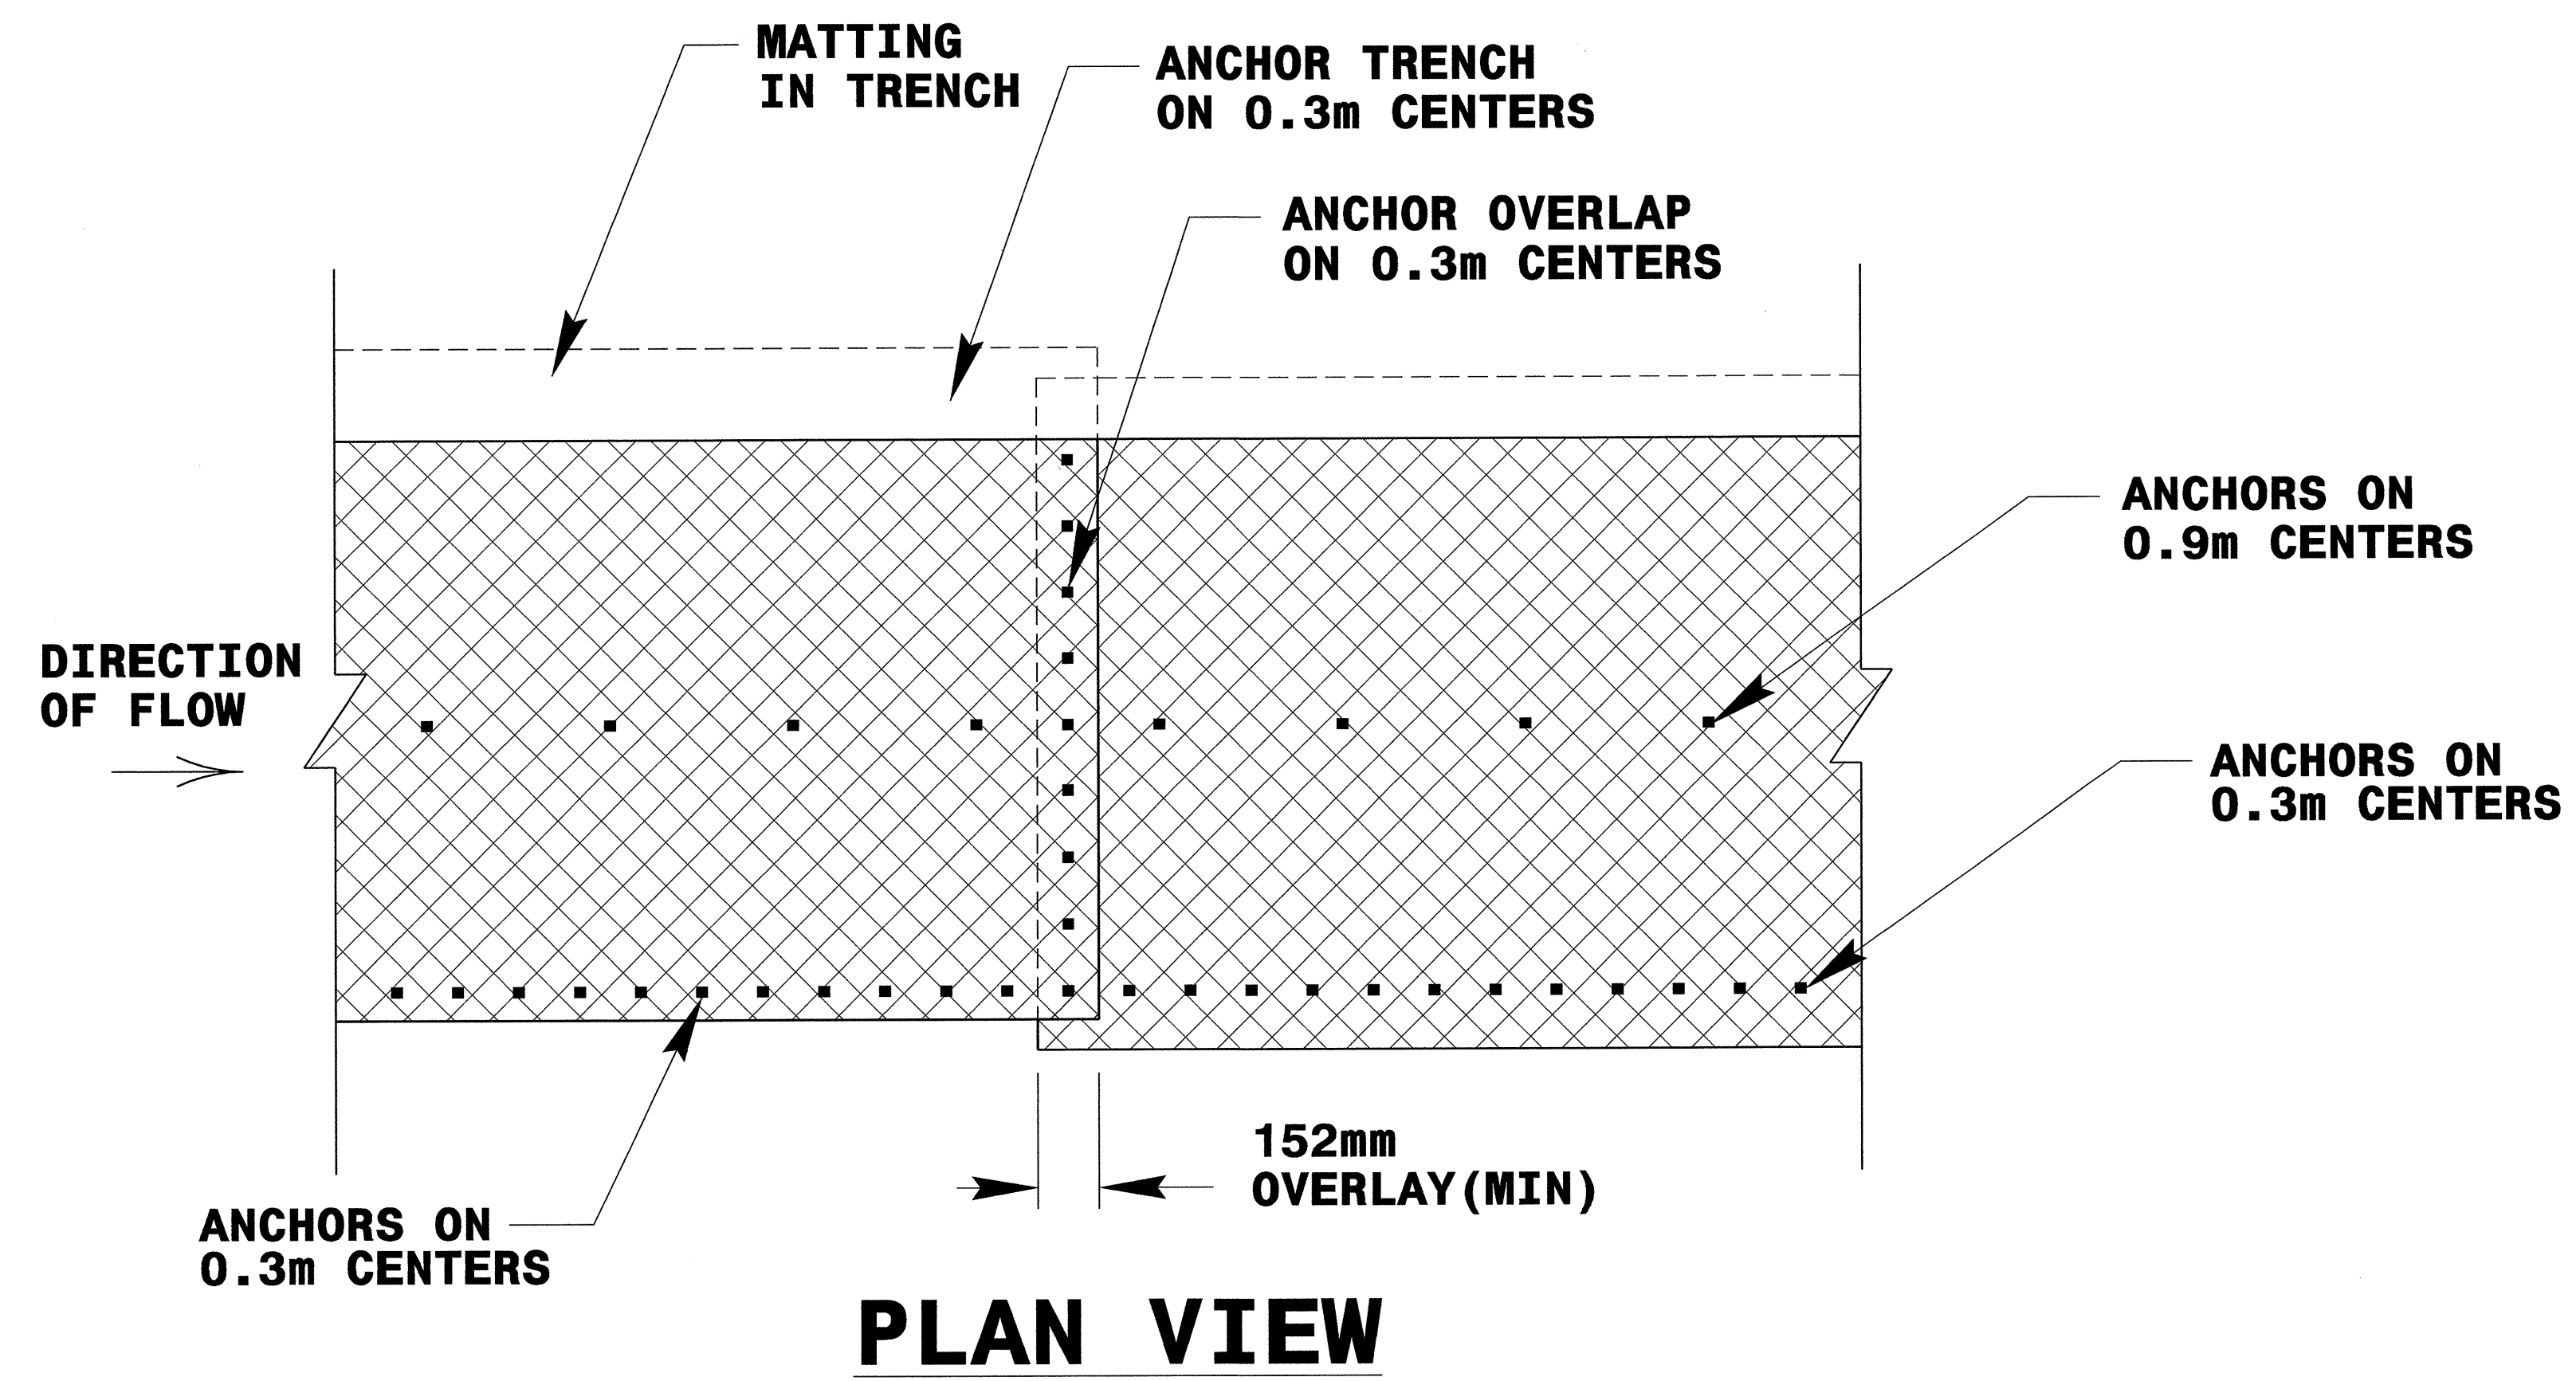 MATTING
IN TRENCH
ANCHOR TRENCH
ON 0.3m CENTERS
ANCHOR OVERLAP
ON 0.3m CENTERS
ANCHORS ON
0.9m CENTERS
DIRECTION
OF FLOW
ANCHORS ON
0.3m CENTERS
152mm
OVERLAY(MIN)
ANCHORS ON
0.3m CENTERS
PLAN VIEW